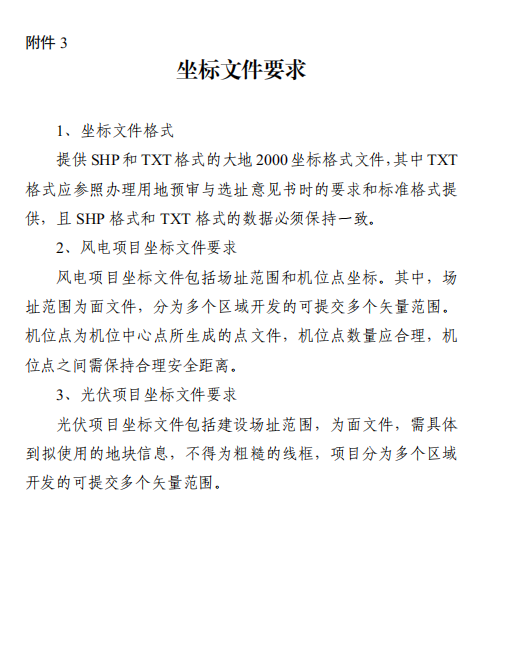 附件 3
坐标文件要求
1、坐标文件格式
提供 SHP和 TXT格式的大地 2000坐标格式文件,其中 TXT
格式应参照办理用地预审与选址意见书时的要求和标准格式提
供，且 SHP 格式和 TXT 格式的数据必须保持一致。
2、风电项目坐标文件要求
风电项目坐标文件包括场址范围和机位点坐标。其中，场
址范围为面文件，分为多个区域开发的可提交多个矢量范围。
机位点为机位中心点所生成的点文件，机位点数量应合理，机
位点之间需保持合理安全距离。
3、光伏项目坐标文件要求
光伏项目坐标文件包括建设场址范围，为面文件，需具体
到拟使用的地块信息，不得为粗糙的线框，项目分为多个区域
开发的可提交多个矢量范围。